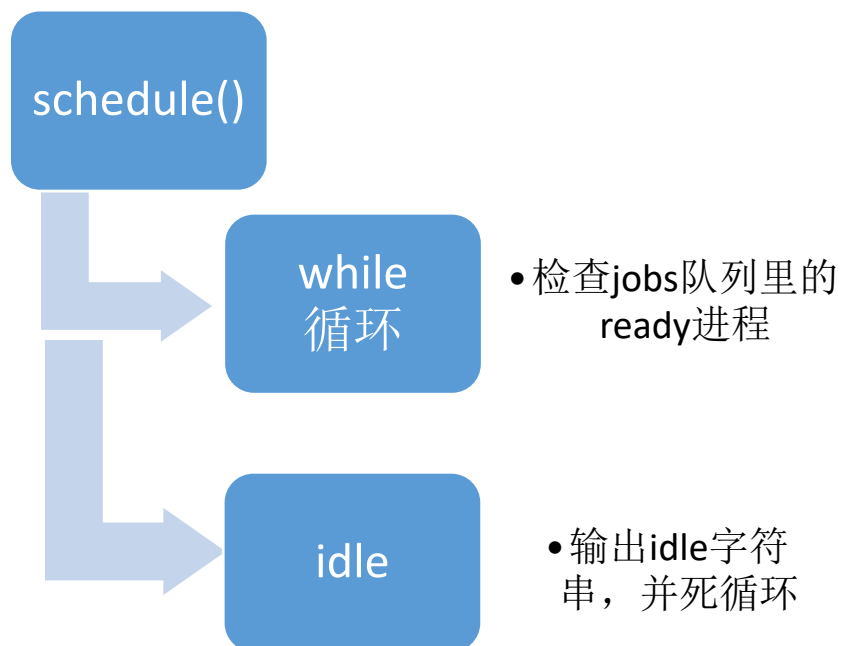 schedule()
while
循环
•检查jobs队列里的
ready进程
idle
•输出idle字符
串，并死循环